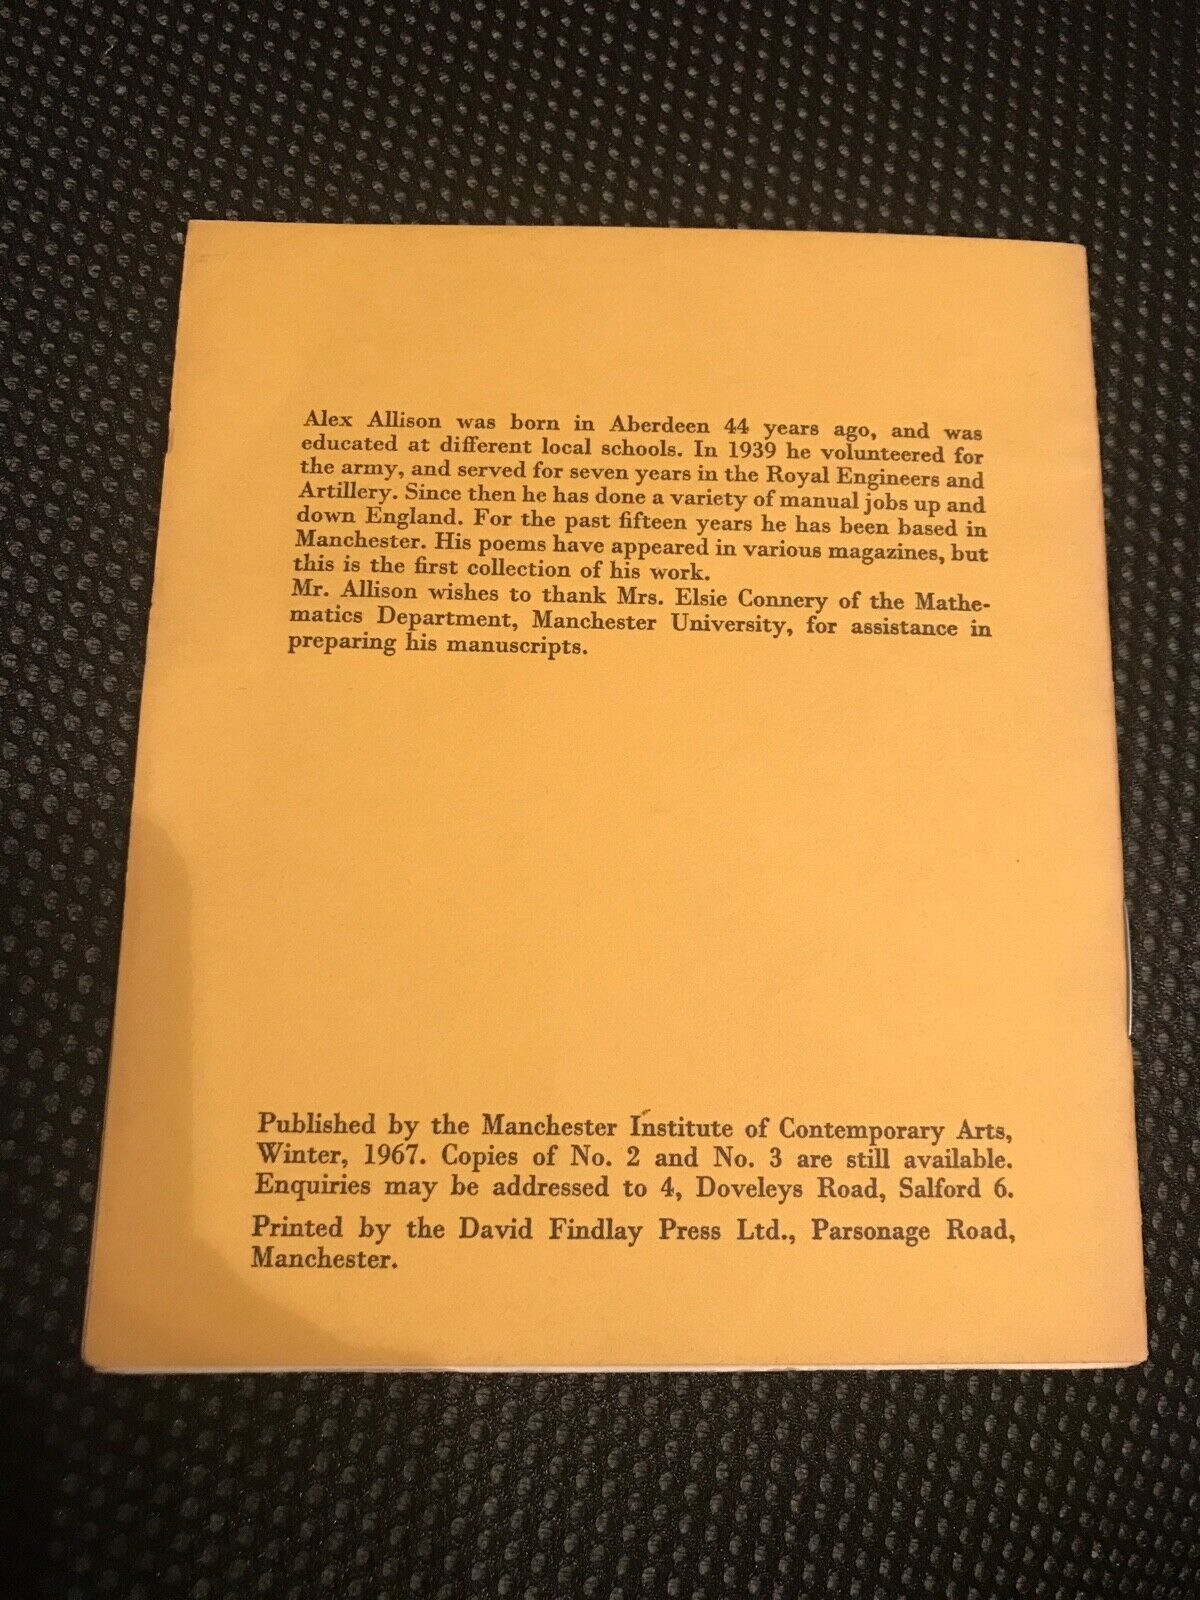 Alex Allison was born in Aberdeen 44 years ago, and was
educated at different local schools. In 1939 he volunteered for
the army, and served for seven years in the Royal Engineers and
Artillery. Since then he has done a variety of manual jobs up and
down England. For the past fifteen years he has been based in
Manchester. His poems have appeared in various magazines, but
this is the first collection of his work.
Mr. Allison wishes to thank Mrs. Elsie Connery of the Mathe-
matics Department, Manchester University, for assistance in
preparing his manuscripts.
Published by the Manchester Institute of Contemporary Arts,
Winter, 1967. Copies of No. 2 and No. 3 are still available.
Enquiries may be addressed to 4, Doveleys Road, Salford 6.
Printed by the David Findlay Press Ltd., Parsonage Road,
Manchester.